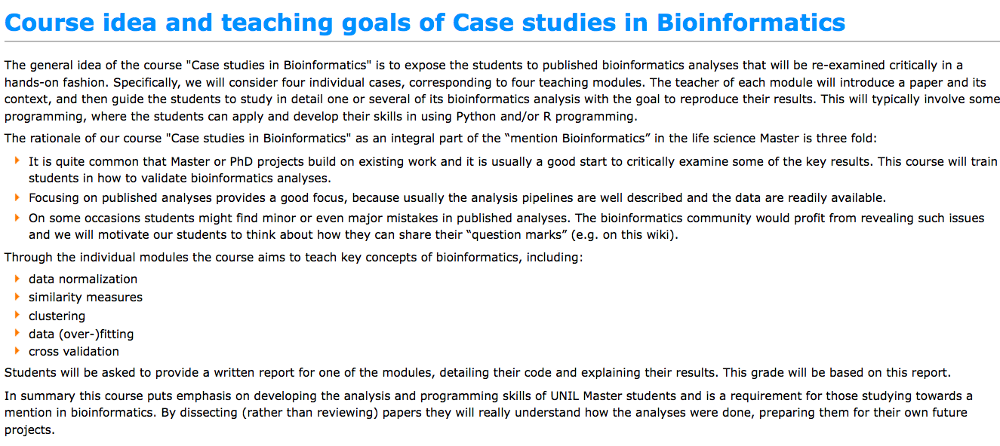 Course idea and teaching goals of Case studies in Bioinformatics
The general idea of the course "Case studies in Bioinformatics" is to expose the students to published bioinformatics analyses that will be re-examined critically in a
hands-on fashion. Specifically, we will consider four individual cases, corresponding to four teaching modules. The teacher of each module will introduce a paper and its
context, and then guide the students to study in detail one or several of its bioinformatics analysis with the goal to reproduce their results. This will typically involve some
programming, where the students can apply and develop their skills in using Python and/or R programming.
The rationale of our course "Case studies in Bioinformatics" as an integral part of the “mention Bioinformatics” in the life science Master is three fold:
It is quite common that Master or PhD projects build on existing work and it is usually a good start to critically examine some of the key results. This course will train
students in how to validate bioinformatics analyses.
Focusing on published analyses provides a good focus, because usually the analysis pipelines are well described and the data are readily available.
On some occasions students might find minor or even major mistakes in published analyses. The bioinformatics community would profit from revealing such issues
and we will motivate our students to think about how they can share their “question marks” (e.g. on this wiki).
Through the individual modules the course aims to teach key concepts of bioinformatics, including:
data normalization
similarity measures
clustering
data (over-)fitting
cross validation
Students will be asked to provide a written report for one of the modules, detailing their code and explaining their results. This grade will be based on this report.
In summary this course puts emphasis on developing the analysis and programming skills of UNIL Master students and is a requirement for those studying towards a
mention in bioinformatics. By dissecting (rather than reviewing) papers they will really understand how the analyses were done, preparing them for their own future
projects.